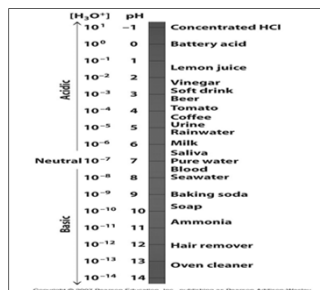 [H₃O⁺] pH
10¹ −1 Concentrated HCl
10⁰ 0 Battery acid
10⁻¹ 1
Lemon juice
10⁻² 2
Vinegar
10⁻³ 3 Soft drink
Beer
10⁻⁴ 4 Tomato
Coffee
10⁻⁵ 5 Urine
Rainwater
10⁻⁶ 6 Milk
Saliva
Neutral 10⁻⁷ 7 Pure water
Blood
10⁻⁸ 8 Seawater
10⁻⁹ 9 Baking soda
Soap
10⁻¹⁰ 10
Ammonia
10⁻¹¹ 11
10⁻¹² 12 Hair remover
10⁻¹³ 13 Oven cleaner
10⁻¹⁴ 14
Acidic
Basic